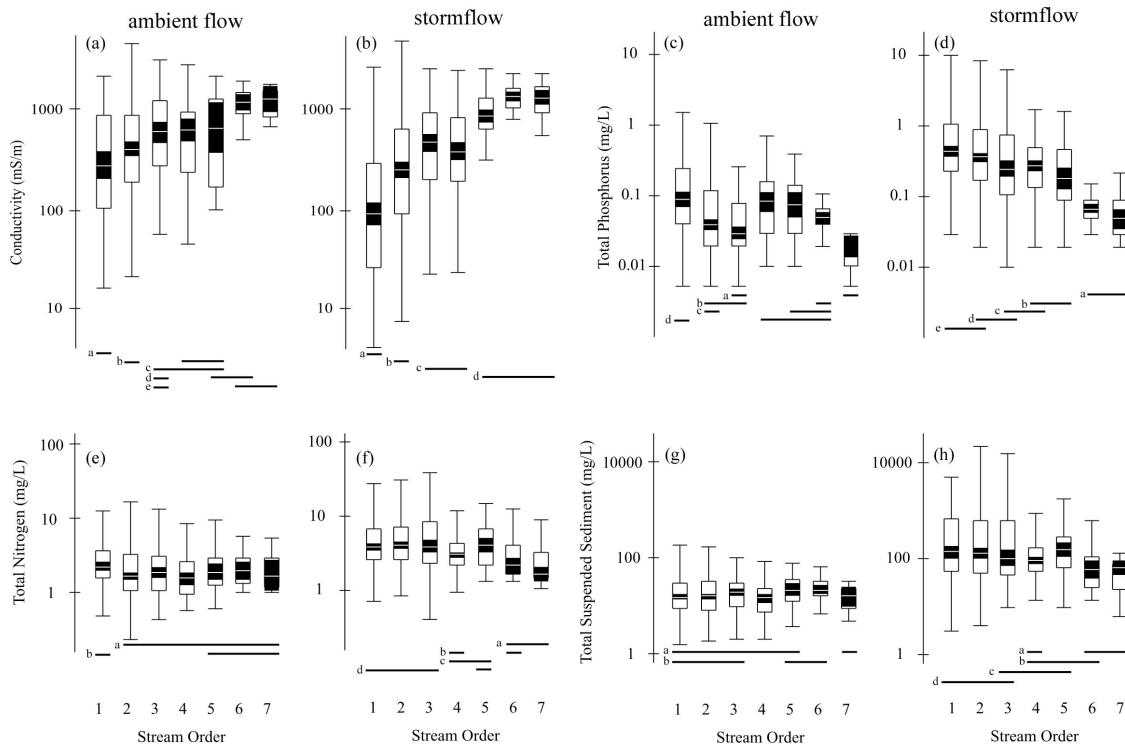 ambient flow
stormflow
ambient flow
stormflow
(a)
(b)
(c)
(d)
Conductivity (mS/m)
1000
100
10
1000
100
10
Total Phosphorus (mg/L)
10
1
0.1
0.01
10
1
0.1
0.01
a
b
c
d
e
a
b
c
d
a
b
c
d
a
b
c
d
e
(e)
(f)
(g)
(h)
Total Nitrogen (mg/L)
100
10
1
100
10
1
Total Suspended Sediment (mg/L)
10000
100
1
10000
100
1
a
b
b
a
c
d
a
b
a
b
c
d
1 2 3 4 5 6 7
1 2 3 4 5 6 7
1 2 3 4 5 6 7
1 2 3 4 5 6 7
Stream Order
Stream Order
Stream Order
Stream Order